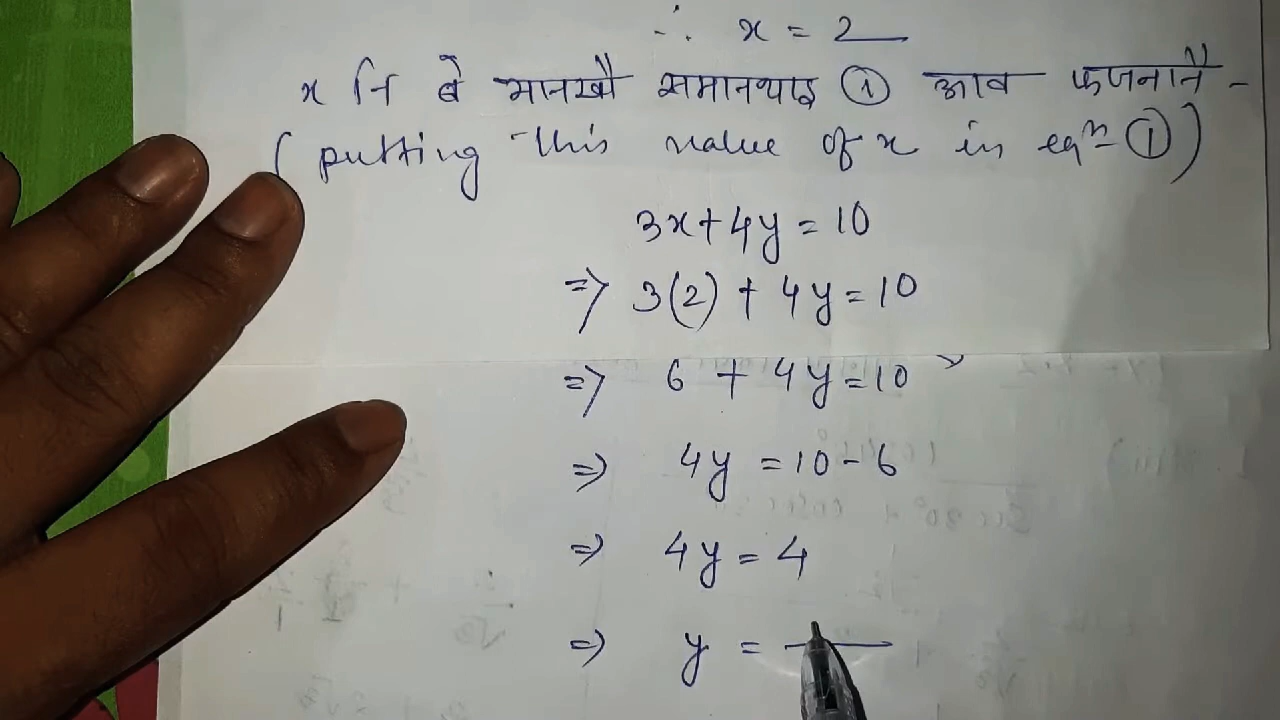 ∴ x = 2
x नि बे मानखौ समानथाइ ① आव फजनानै -
(putting this value of x in eqⁿ ①)
3x + 4y = 10
⇒ 3(2) + 4y = 10
⇒ 6 + 4y = 10
⇒ 4y = 10 - 6
⇒ 4y = 4
⇒ y =